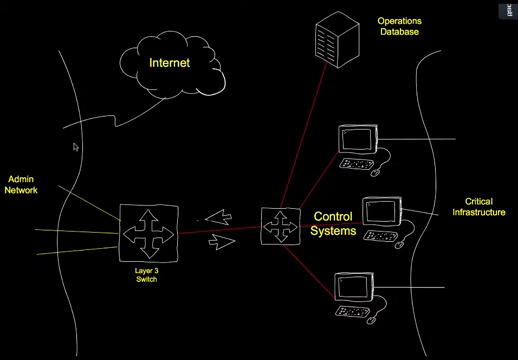 Operations
Database
Internet
Admin
Network
Control
Systems
Critical
Infrastructure
Layer 3
Switch